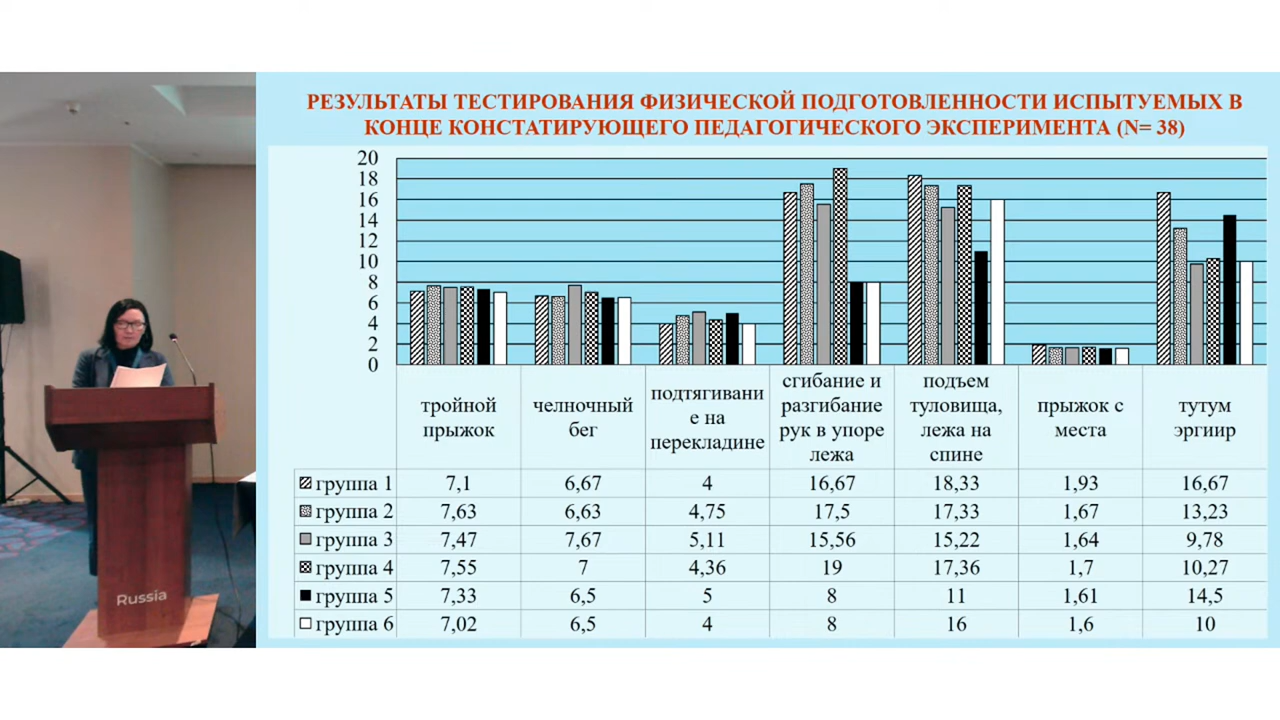 РЕЗУЛЬТАТЫ ТЕСТИРОВАНИЯ ФИЗИЧЕСКОЙ ПОДГОТОВЛЕННОСТИ ИСПЫТУЕМЫХ В
КОНЦЕ КОНСТАТИРУЮЩЕГО ПЕДАГОГИЧЕСКОГО ЭКСПЕРИМЕНТА (N= 38)
20
18
16
14
12
10
8
6
4
2
0
тройной
прыжок
челночный
бег
подтягивани
е на
перекладине
сгибание и
разгибание
рук в упоре
лежа
подъем
туловища,
лежа на
спине
прыжок с
места
тутум
эргиир
группа 1 7,1 6,67 4 16,67 18,33 1,93 16,67
группа 2 7,63 6,63 4,75 17,5 17,33 1,67 13,23
группа 3 7,47 7,67 5,11 15,56 15,22 1,64 9,78
группа 4 7,55 7 4,36 19 17,36 1,7 10,27
группа 5 7,33 6,5 5 8 11 1,61 14,5
группа 6 7,02 6,5 4 8 16 1,6 10
Russia